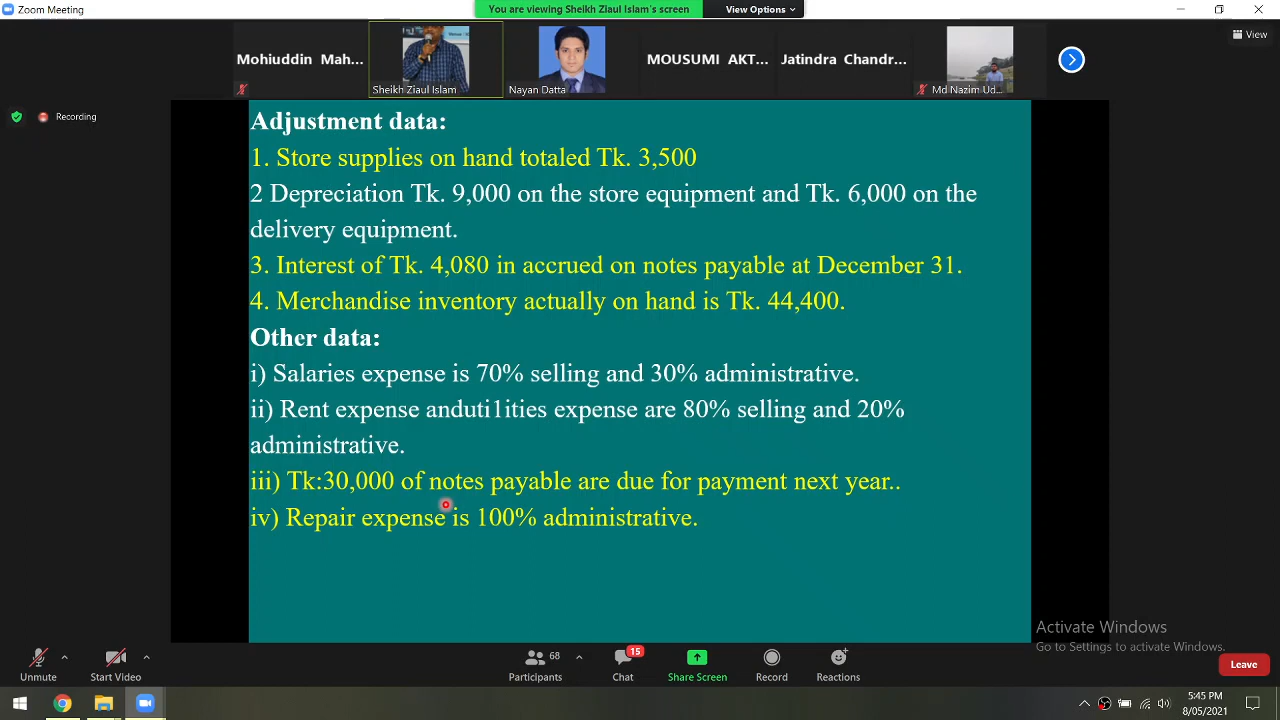 Zoom Meeting
You are viewing Sheikh Ziaul Islam's screen
View Options
Mohiuddin Mah...
Sheikh Ziaul Islam
Nayan Datta
MOUSUMI AKT...
Jatindra Chandr...
Md Nazim Ud...
View
Recording
Adjustment data:
1. Store supplies on hand totaled Tk. 3,500
2 Depreciation Tk. 9,000 on the store equipment and Tk. 6,000 on the
delivery equipment.
3. Interest of Tk. 4,080 in accrued on notes payable at December 31.
4. Merchandise inventory actually on hand is Tk. 44,400.
Other data:
i) Salaries expense is 70% selling and 30% administrative.
ii) Rent expense anduti1ities expense are 80% selling and 20%
administrative.
iii) Tk:30,000 of notes payable are due for payment next year..
iv) Repair expense is 100% administrative.
Activate Windows
Go to Settings to activate Windows.
Unmute
Start Video
68
Participants
15
Chat
Share Screen
Record
Reactions
Leave
5:45 PM
8/05/2021